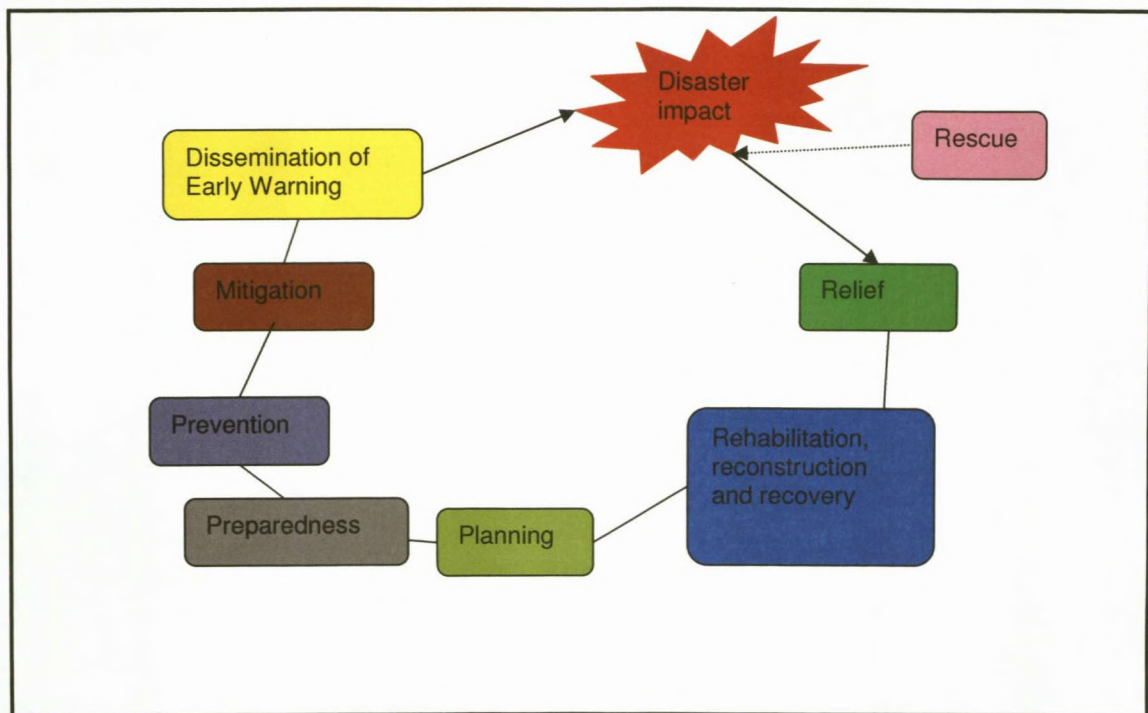 Disaster
impact
Rescue
Dissemination of
Early Warning
Mitigation
Relief
Prevention
Rehabilitation,
reconstruction
and recovery
Preparedness
Planning